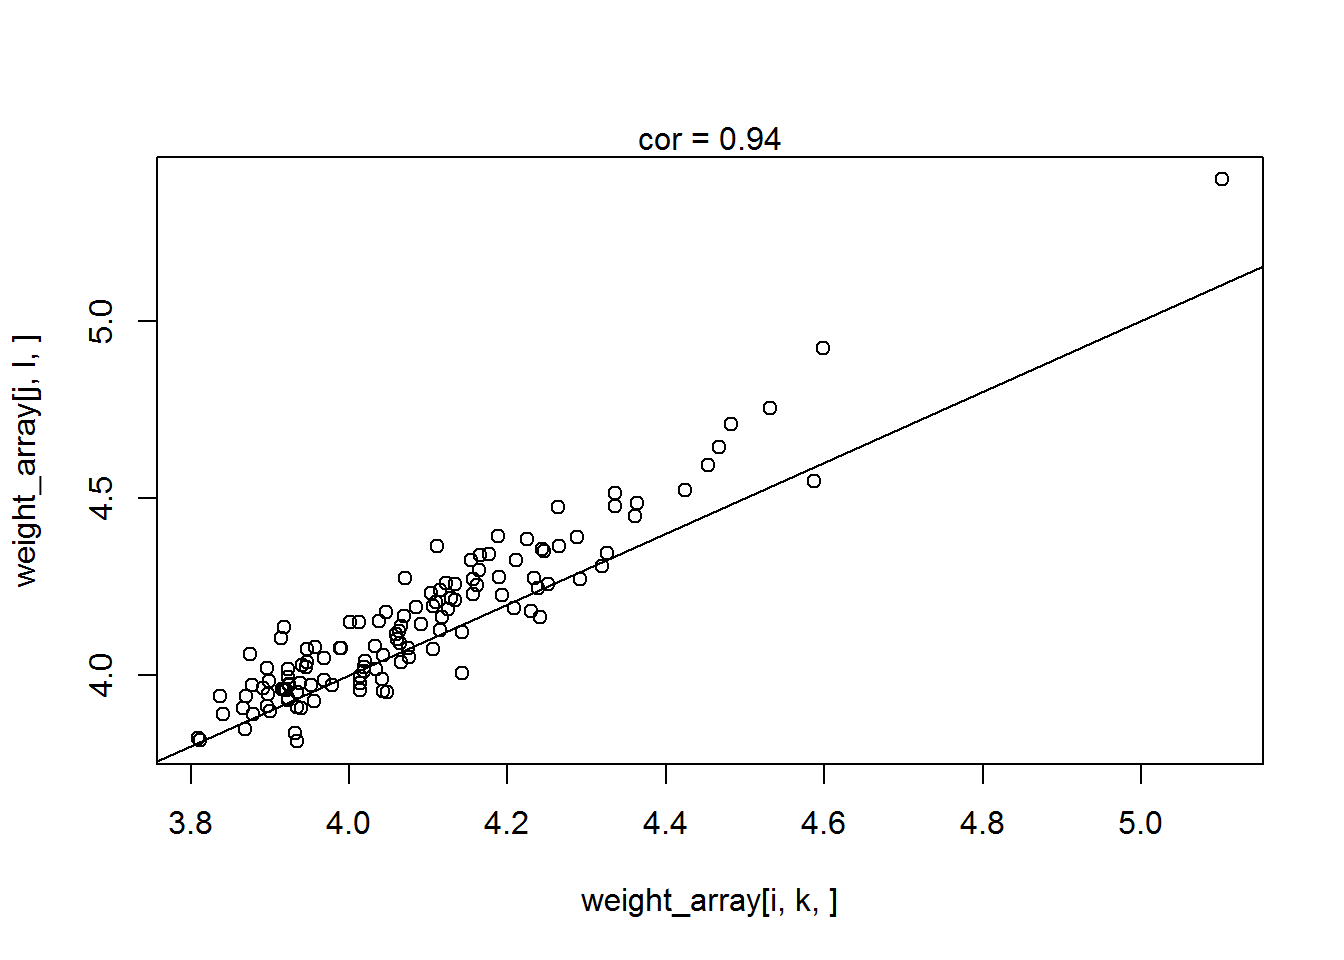 cor = 0.94
weight_array[j, l, ]
5.0
4.5
4.0
3.8 4.0 4.2 4.4 4.6 4.8 5.0
weight_array[i, k, ]